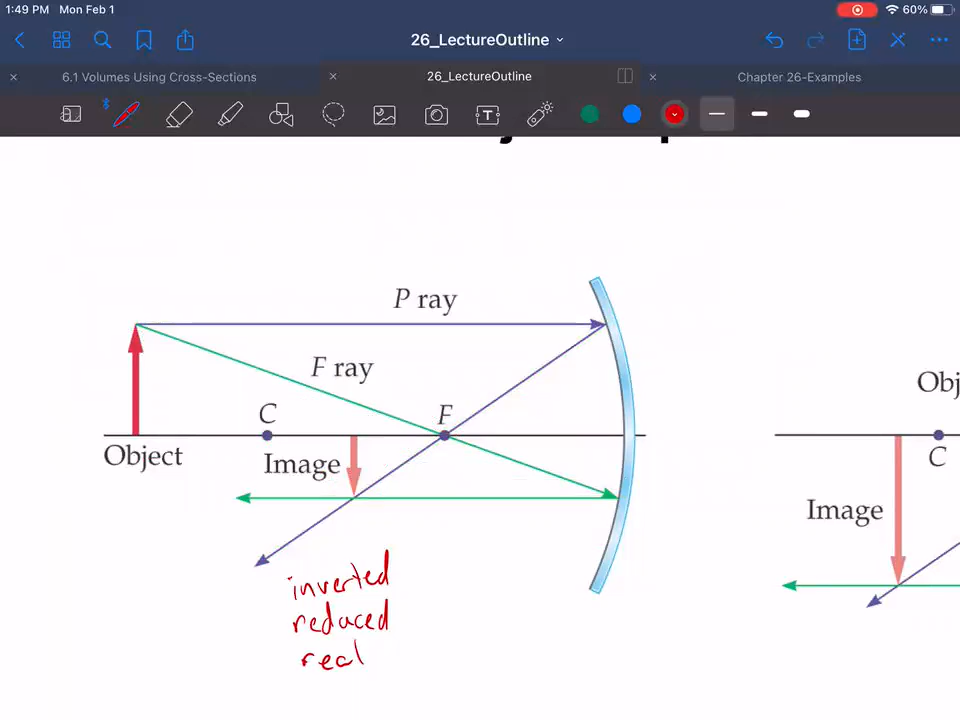 1:49 PM Mon Feb 1
60%
26_LectureOutline
6.1 Volumes Using Cross-Sections
26_LectureOutline
Chapter 26-Examples
T
P ray
F ray
C
F
Object
Image
inverted
reduced
real
Obj
C
Image